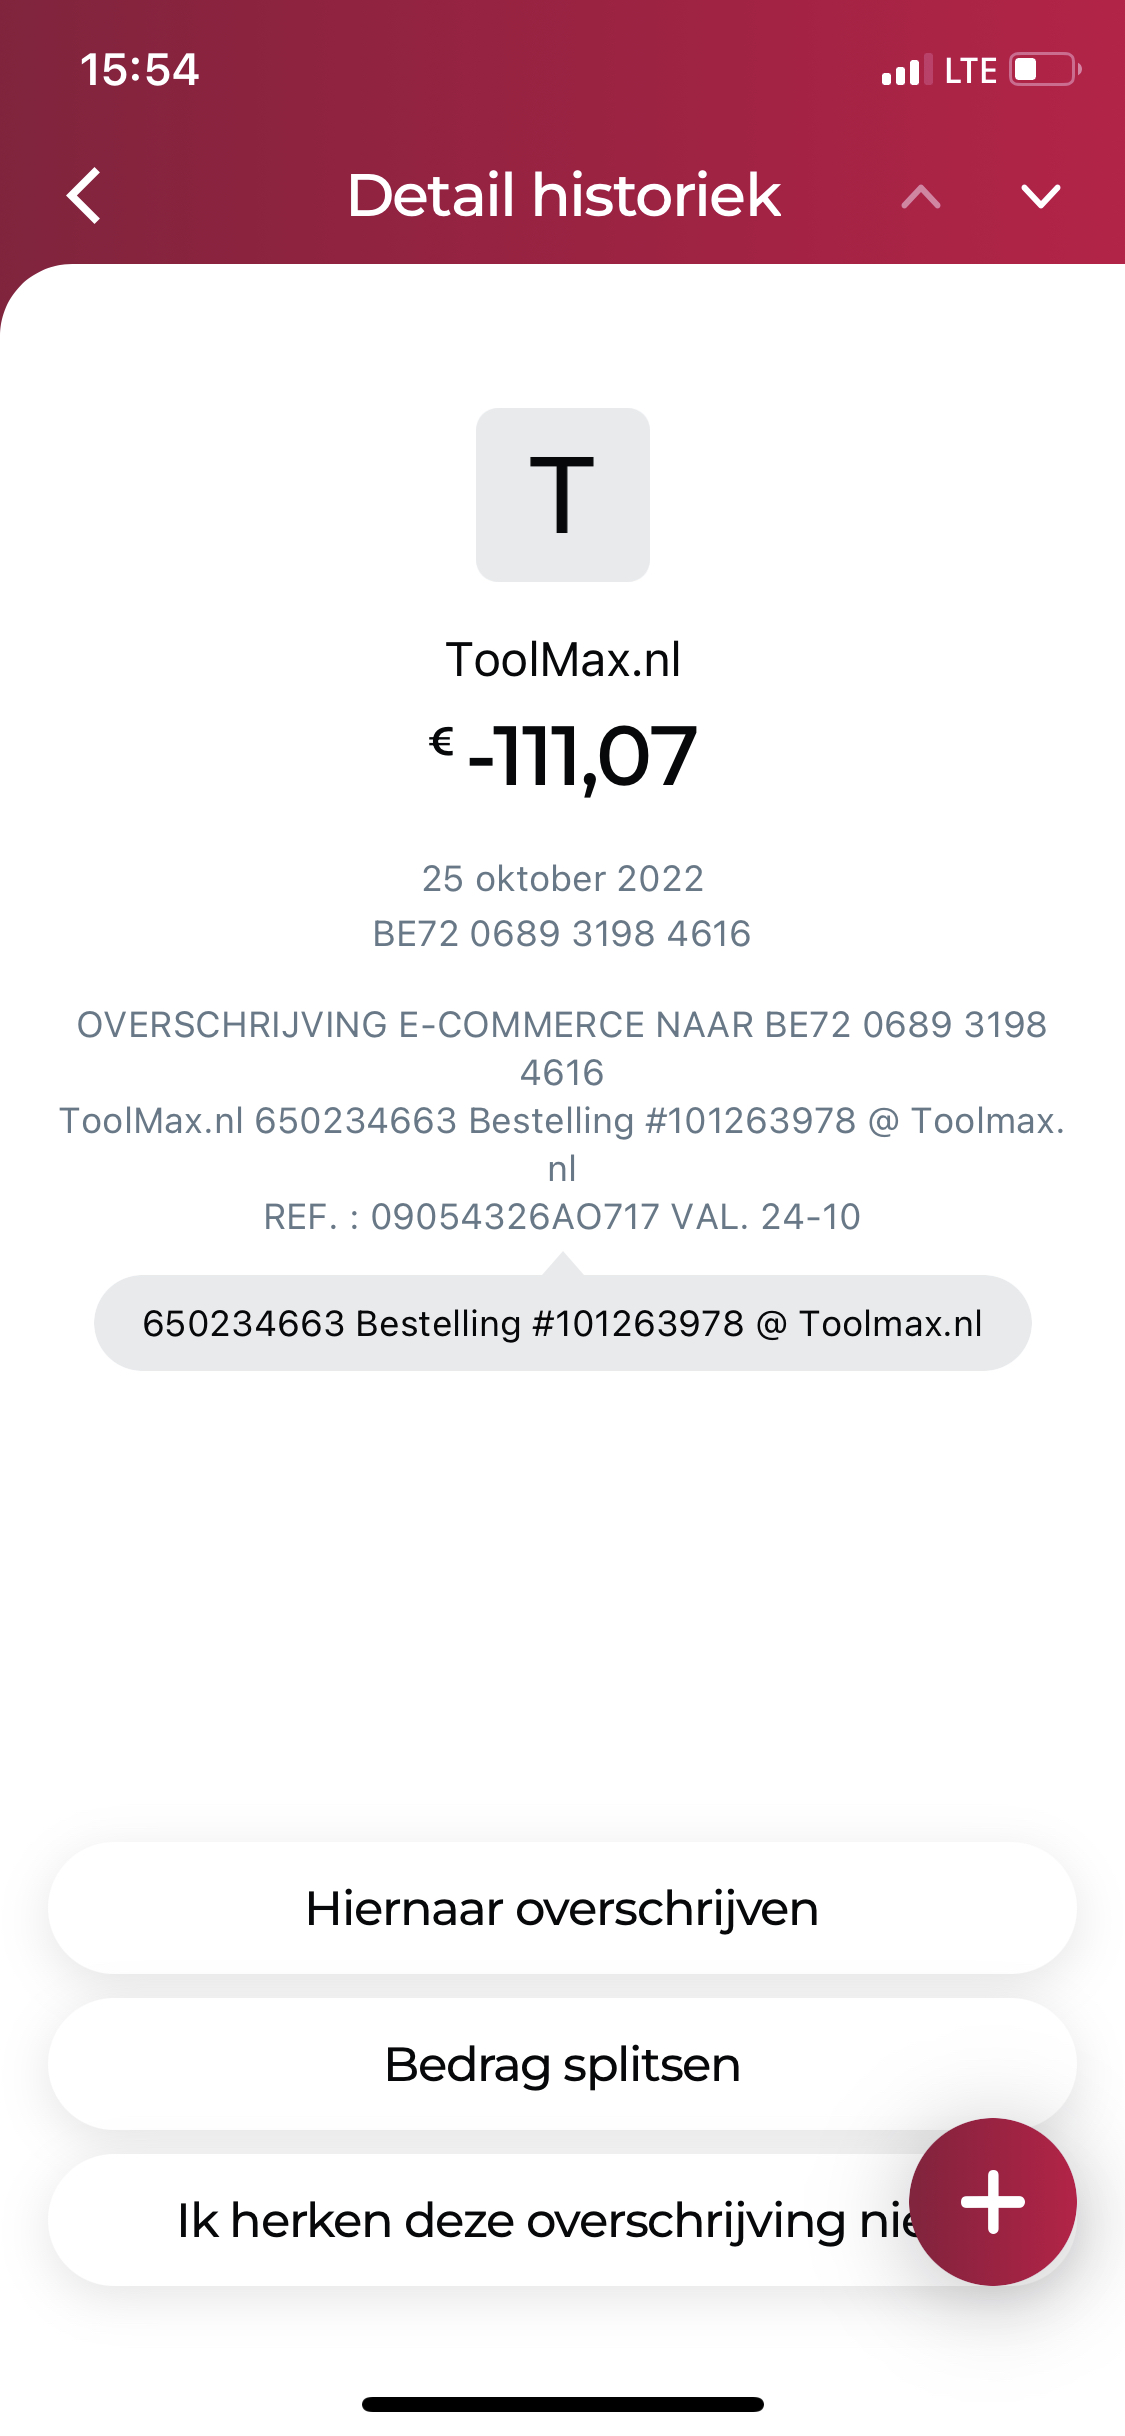 15:54
LTE
Detail historiek
T
ToolMax.nl
€ -111,07
25 oktober 2022
BE72 0689 3198 4616
OVERSCHRIJVING E-COMMERCE NAAR BE72 0689 3198
4616
ToolMax.nl 650234663 Bestelling #101263978 @ Toolmax.
nl
REF. : 09054326AO717 VAL. 24-10
650234663 Bestelling #101263978 @ Toolmax.nl
Hiernaar overschrijven
Bedrag splitsen
Ik herken deze overschrijving nie